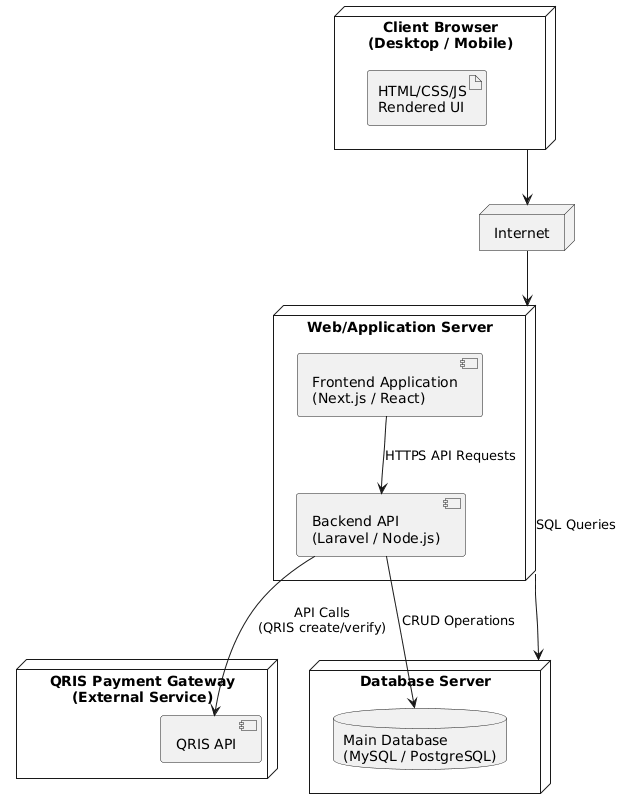 Client Browser
(Desktop / Mobile)
HTML/CSS/JS
Rendered UI
Internet
Web/Application Server
Frontend Application
(Next.js / React)
HTTPS API Requests
Backend API
(Laravel / Node.js)
SQL Queries
API Calls
(QRIS create/verify)
CRUD Operations
QRIS Payment Gateway
(External Service)
QRIS API
Database Server
Main Database
(MySQL / PostgreSQL)